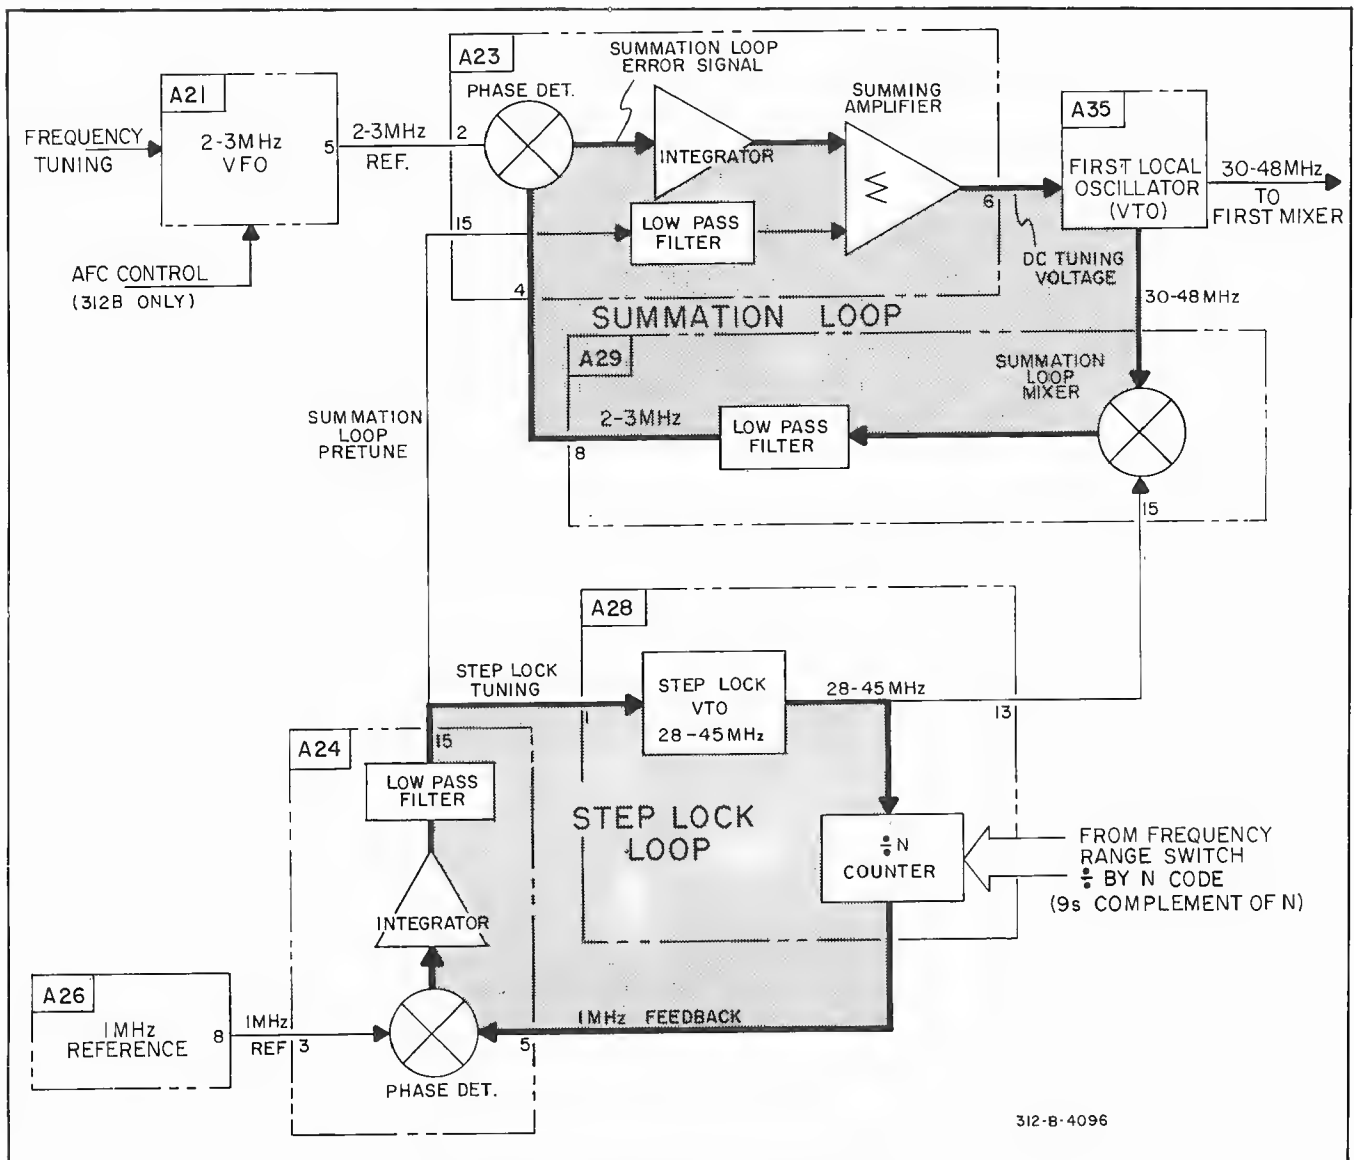 A21
2-3MHz
VFO
5
FREQUENCY
TUNING
AFC CONTROL
(312B ONLY)
2-3MHz
REF.
2
A23
PHASE DET.
SUMMATION LOOP
ERROR SIGNAL
INTEGRATOR
SUMMING
AMPLIFIER
Σ
15
LOW PASS
FILTER
4
6
DC TUNING
VOLTAGE
A35
FIRST LOCAL
OSCILLATOR
(VTO)
30-48MHz
TO
FIRST MIXER
30-48MHz
SUMMATION LOOP
A29
SUMMATION
LOOP
MIXER
2-3MHz
8
LOW PASS
FILTER
15
SUMMATION
LOOP
PRETUNE
A28
STEP LOCK
TUNING
1
STEP LOCK
VTO
28-45MHz
28-45MHz
13
A24
15
LOW PASS
FILTER
STEP LOCK
LOOP
÷N
COUNTER
FROM FREQUENCY
RANGE SWITCH
÷ BY N CODE
(9s COMPLEMENT OF N)
INTEGRATOR
A26
1MHz
REFERENCE
8
1MHz
REF
3
5
1MHz FEEDBACK
PHASE DET.
312-B-4096